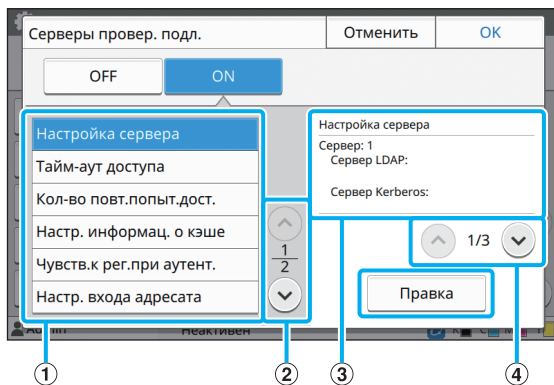 Серверы провер. подл.
Отменить
OK
OFF
ON
Настройка сервера
Тайм-аут доступа
Кол-во повт.попыт.дост.
Настр. информац. о кэше
Чувств.к рег.при аутент.
Настр. входа адресата
1
2
Настройка сервера
Сервер: 1
Сервер LDAP:
Сервер Kerberos:
1/3
Правка
Admin
Неактивен
K
C
M
1
2
3
4